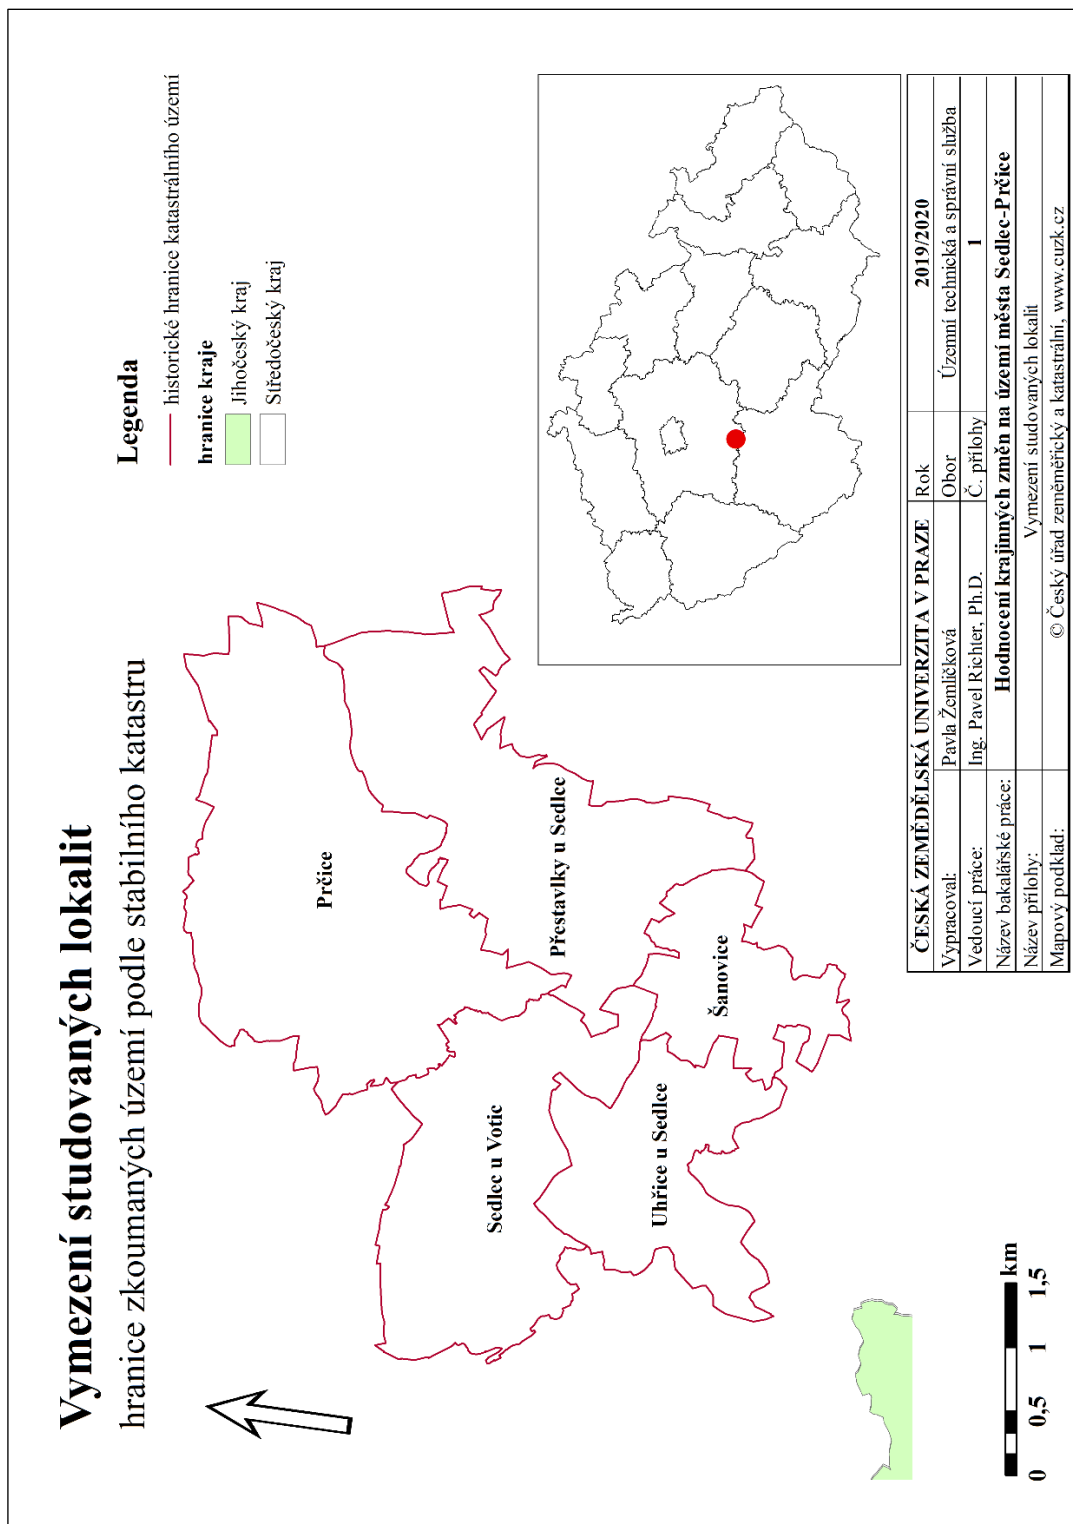 Vymezení studovaných lokalit
hranice zkoumaných území podle stabilního katastru
Legenda
historické hranice katastrálního území
hranice kraje
Jihočeský kraj
Středočeský kraj
Prčice
Sedlec u Votic
Přestavlky u Sedlce
Uhřice u Sedlce
Šanovice
0 0,5 1 1,5 km
ČESKÁ ZEMĚDĚLSKÁ UNIVERZITA V PRAZE Rok 2019/2020
Vypracoval: Pavla Žemličková Obor Územní technická a správní služba
Vedoucí práce: Ing. Pavel Richter, Ph.D. Č. přílohy 1
Název bakalářské práce: Hodnocení krajinných změn na území města Sedlec-Prčice
Název přílohy: Vymezení studovaných lokalit
Mapový podklad: © Český úřad zeměměřický a katastrální, www.cuzk.cz